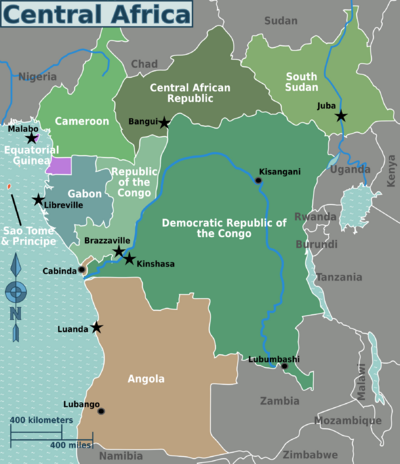 Central Africa
Sudan
Chad
Nigeria
Central African
Republic
South
Sudan
Juba
Bangui
Cameroon
Malabo
Equatorial
Guinea
Republic
of the
Congo
Gabon
Libreville
Kisangani
Uganda
Kenya
Rwanda
Burundi
Sao Tome
& Principe
Democratic Republic of
the Congo
Brazzaville
Kinshasa
Cabinda
Tanzania
N
Luanda
Lubumbashi
Angola
Malawi
Zambia
Lubango
Mozambique
400 kilometers
400 miles
Namibia
Zimbabwe